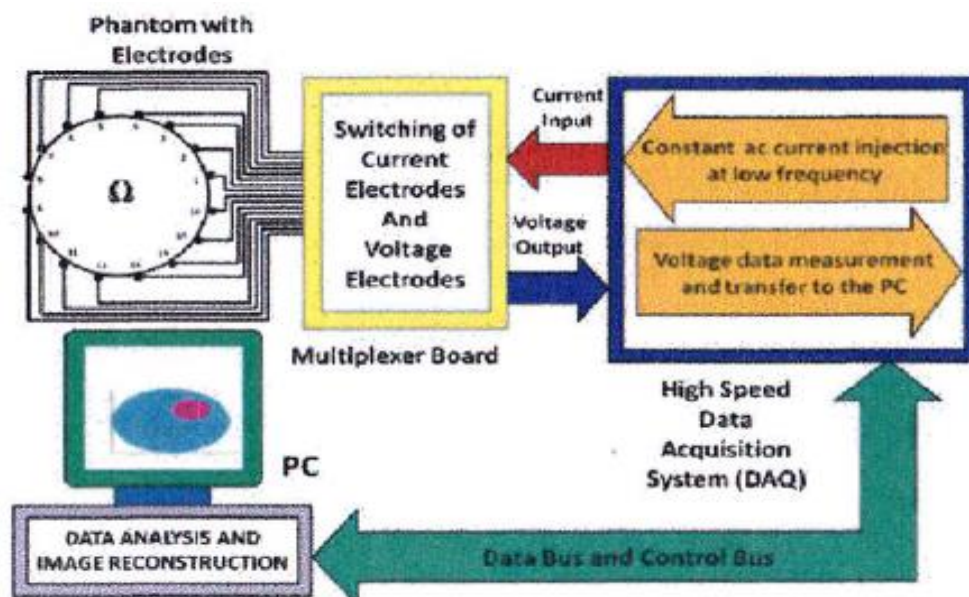 Phantom with
Electrodes
Ω
Switching of
Current
Electrodes
And
Voltage
Electrodes
Multiplexer Board
Current
Input
Voltage
Output
Constant ac current injection
at low frequency
Voltage data measurement
and transfer to the PC
High Speed
Data
Acquisition
System (DAQ)
PC
DATA ANALYSIS AND
IMAGE RECONSTRUCTION
Data Bus and Control Bus